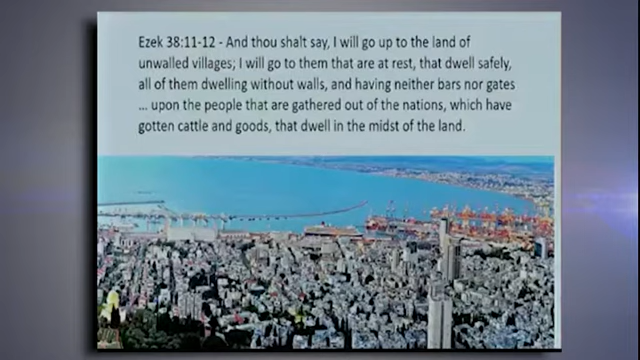 Ezek 38:11-12 - And thou shalt say, I will go up to the land of
unwalled villages; I will go to them that are at rest, that dwell safely,
all of them dwelling without walls, and having neither bars nor gates
... upon the people that are gathered out of the nations, which have
gotten cattle and goods, that dwell in the midst of the land.